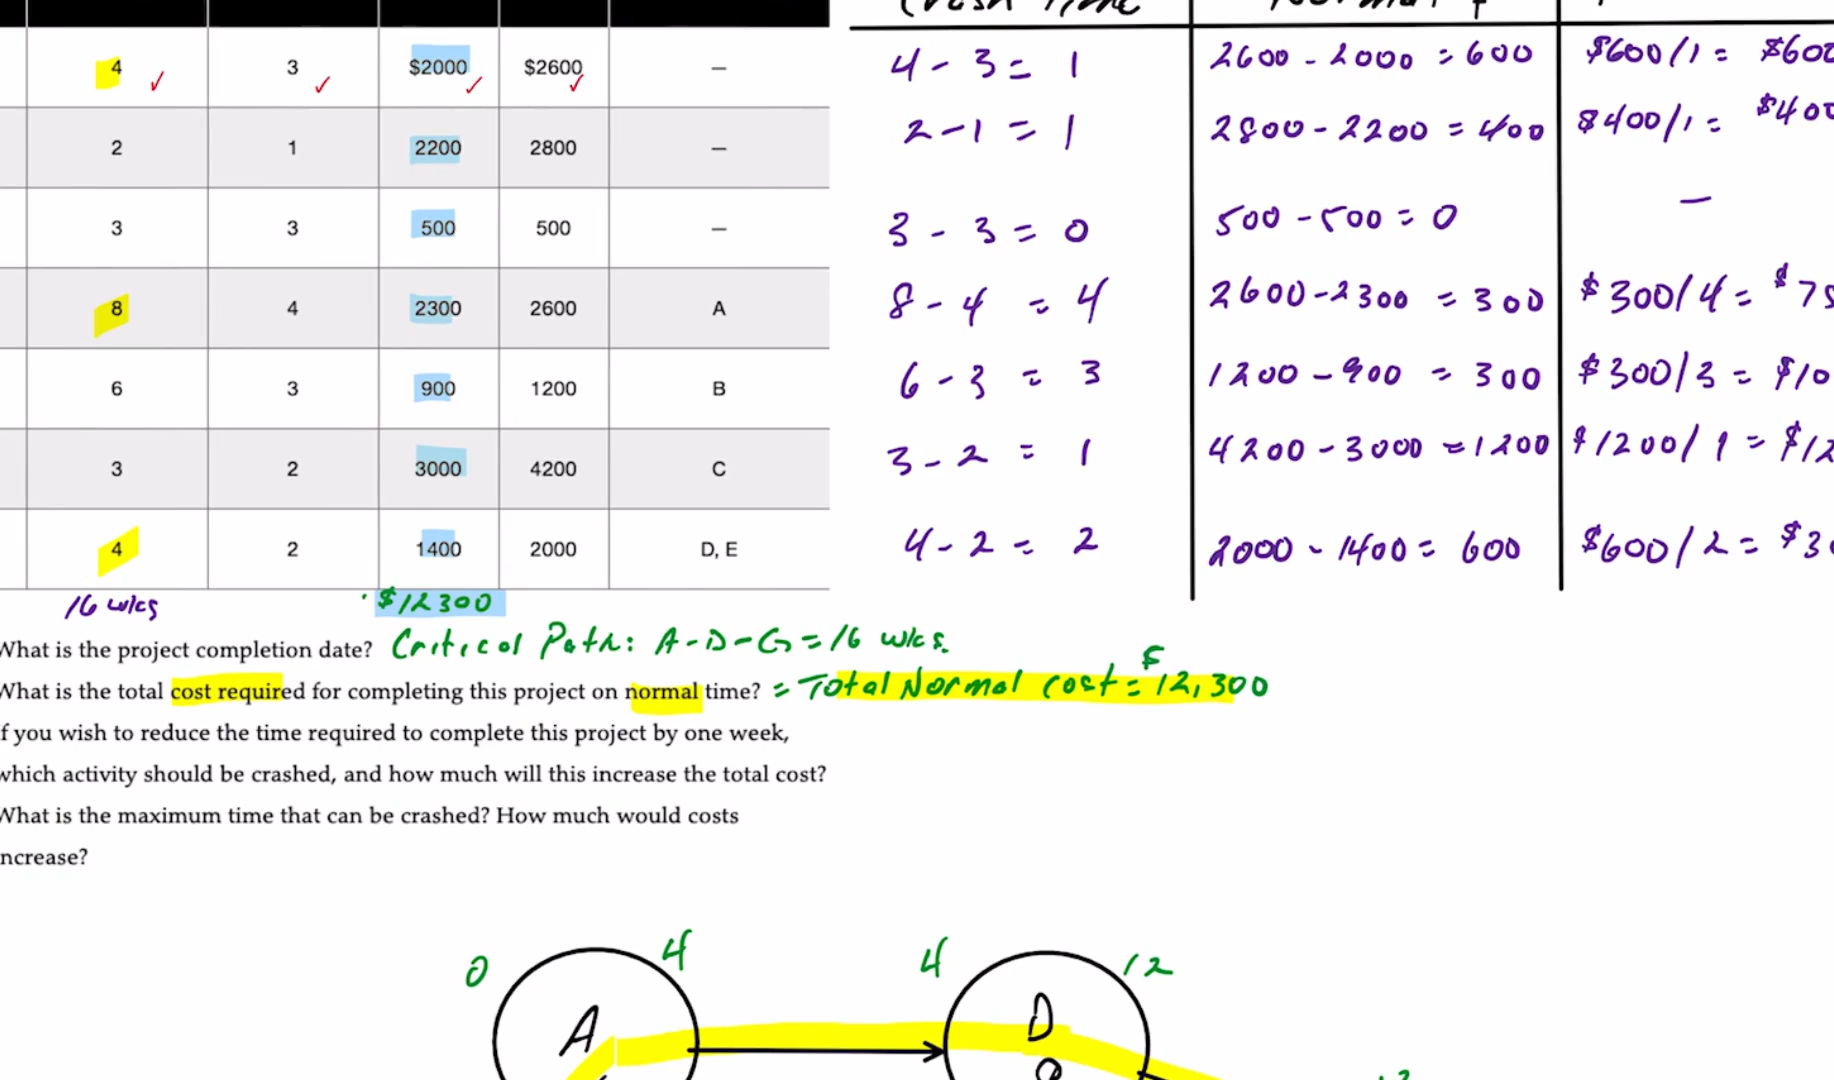 4 ✓ 3 ✓ $2000 ✓ $2600 ✓ – 4 - 3 = 1 2600 - 2000 = 600 $600/1 = $600
2 1 2200 2800 – 2 - 1 = 1 2800 - 2200 = 400 $400/1 = $400
3 3 500 500 – 3 - 3 = 0 500 - 500 = 0 –
8 4 2300 2600 A 8 - 4 = 4 2600 - 2300 = 300 $300/4 = $75
6 3 900 1200 B 6 - 3 = 3 1200 - 900 = 300 $300/3 = $10
3 2 3000 4200 C 3 - 2 = 1 4200 - 3000 = 1200 $1200/1 = $12
4 2 1400 2000 D, E 4 - 2 = 2 2000 - 1400 = 600 $600/2 = $30
16 wks $12300
What is the project completion date? Critical Path: A-D-G = 16 wks.
What is the total cost required for completing this project on normal time? = Total Normal Cost = $12,300
f you wish to reduce the time required to complete this project by one week,
which activity should be crashed, and how much will this increase the total cost?
What is the maximum time that can be crashed? How much would costs
ncrease?
0 4 4 12
A D